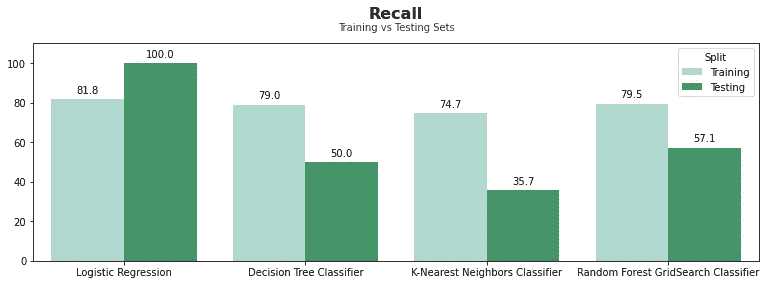 Recall
Training vs Testing Sets
Split
Training
Testing
100
80
60
40
20
0
81.8
100.0
79.0
50.0
74.7
35.7
79.5
57.1
Logistic Regression
Decision Tree Classifier
K-Nearest Neighbors Classifier
Random Forest GridSearch Classifier